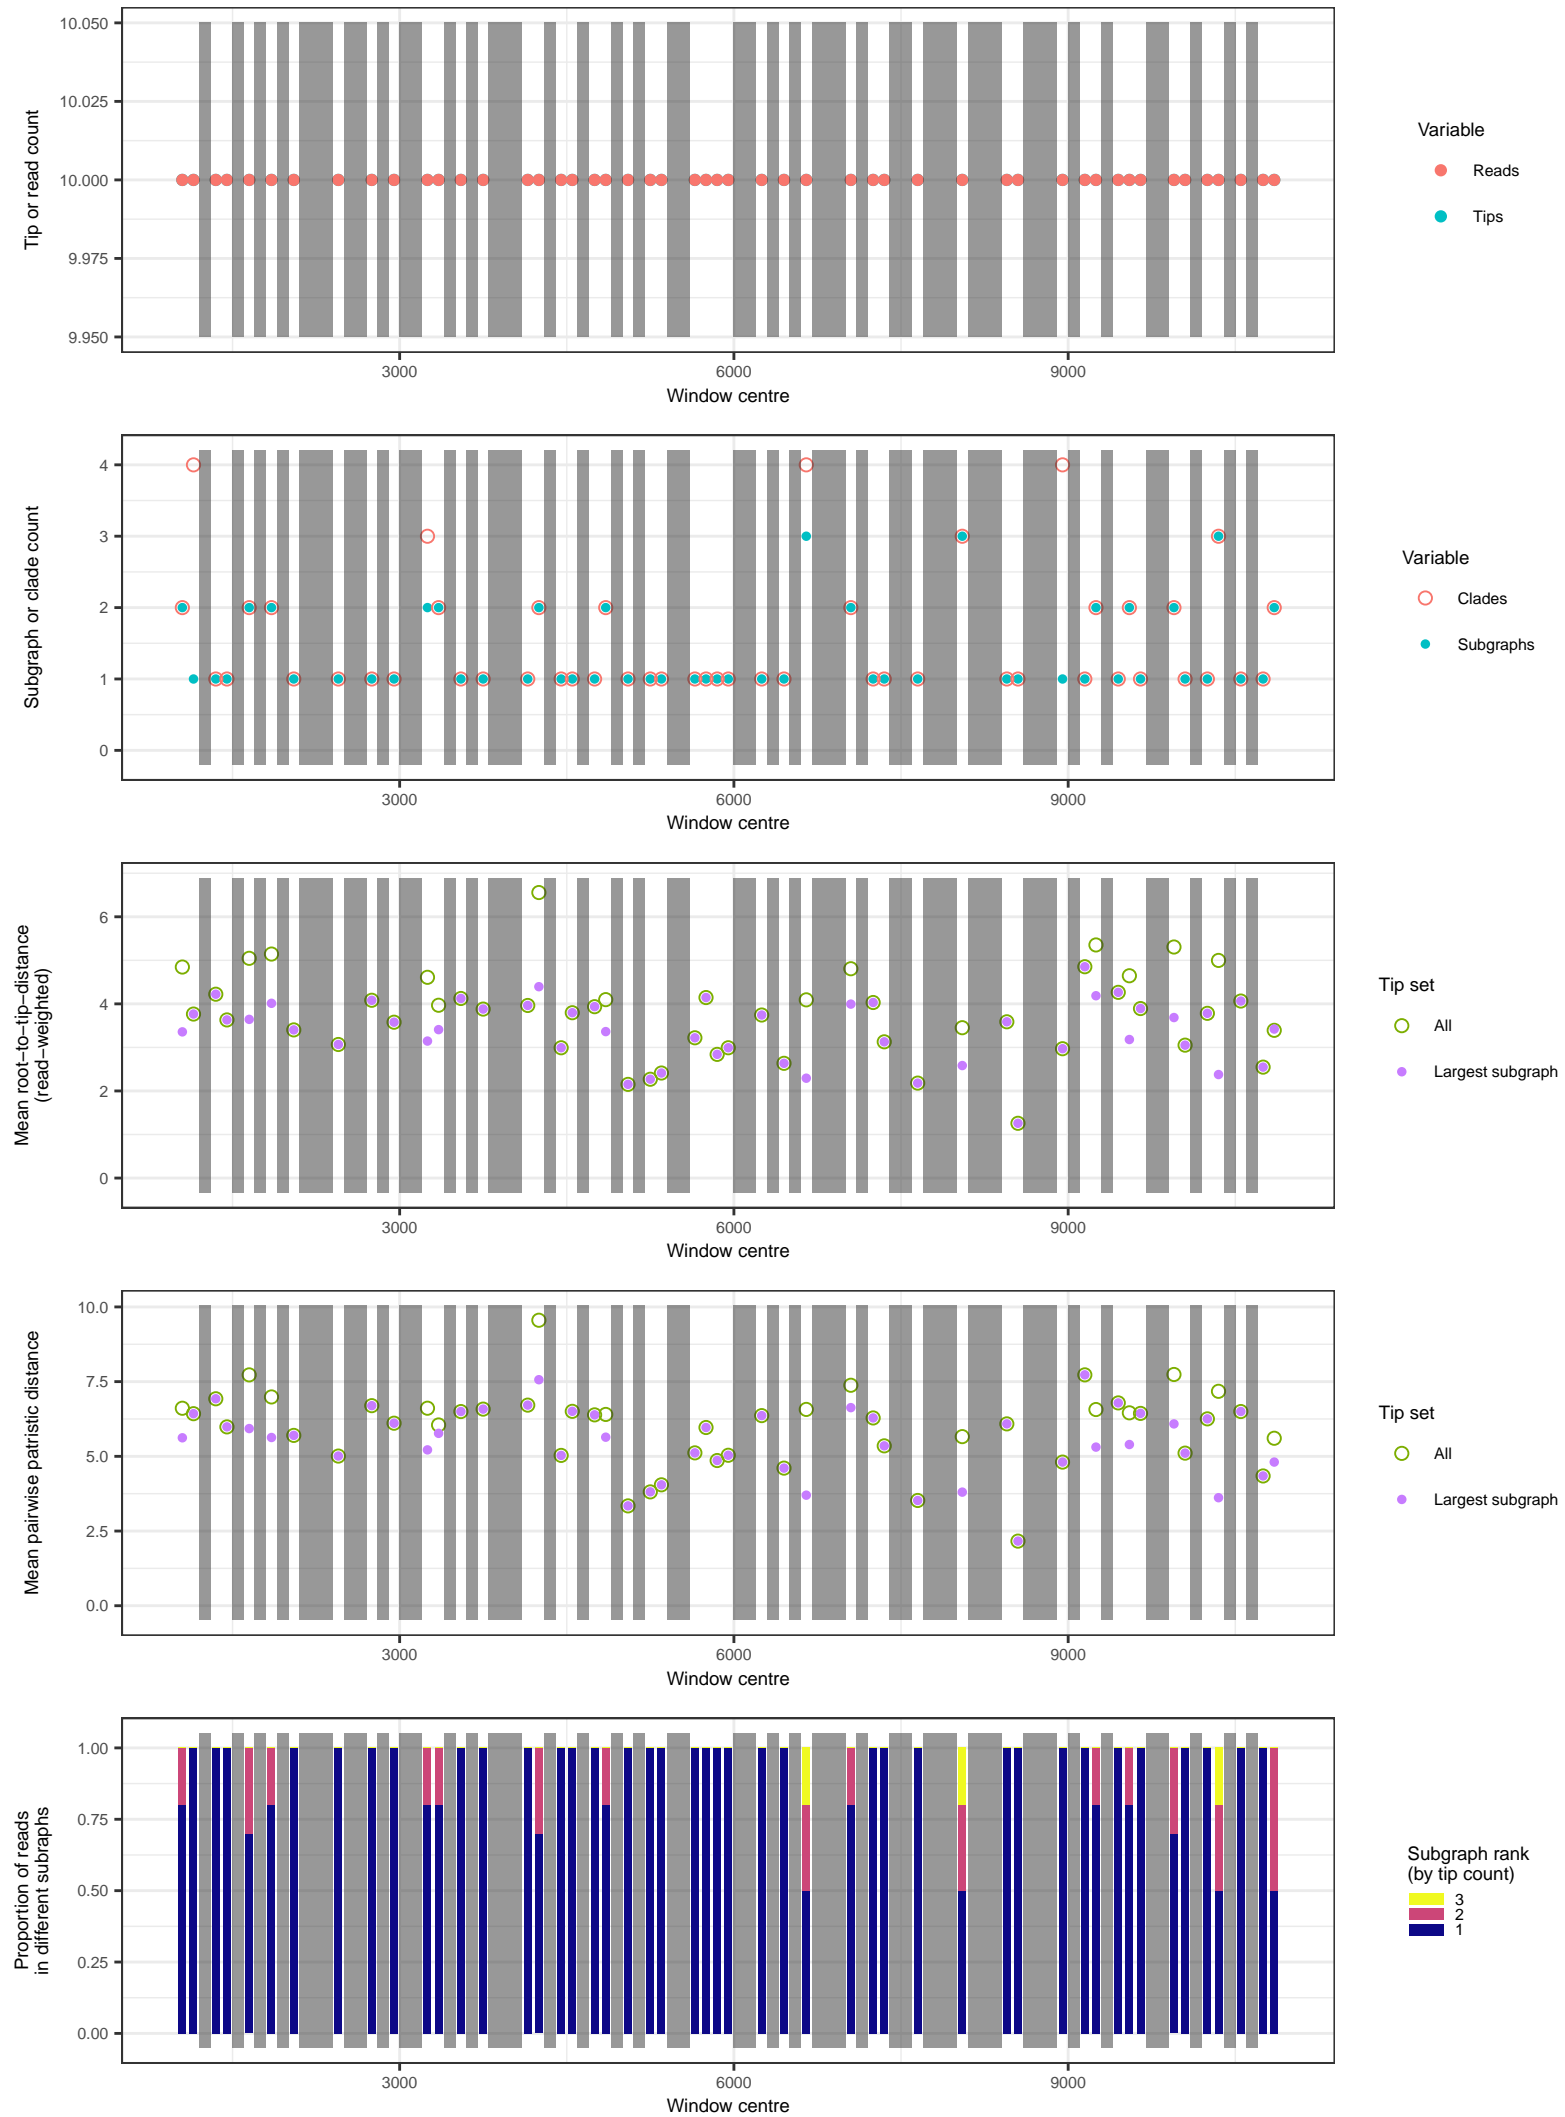 10.050
10.025
10.000
9.975
9.950
Tip or read count
3000
6000
9000
Window centre
Variable
Reads
Tips
4
3
2
1
0
Subgraph or clade count
3000
6000
9000
Window centre
Variable
Clades
Subgraphs
6
4
2
0
Mean root−to−tip−distance
(read−weighted)
3000
6000
9000
Window centre
Tip set
All
Largest subgraph
10.0
7.5
5.0
2.5
0.0
Mean pairwise patristic distance
3000
6000
9000
Window centre
Tip set
All
Largest subgraph
1.00
0.75
0.50
0.25
0.00
Proportion of reads
in different subraphs
3000
6000
9000
Window centre
Subgraph rank
(by tip count)
3
2
1